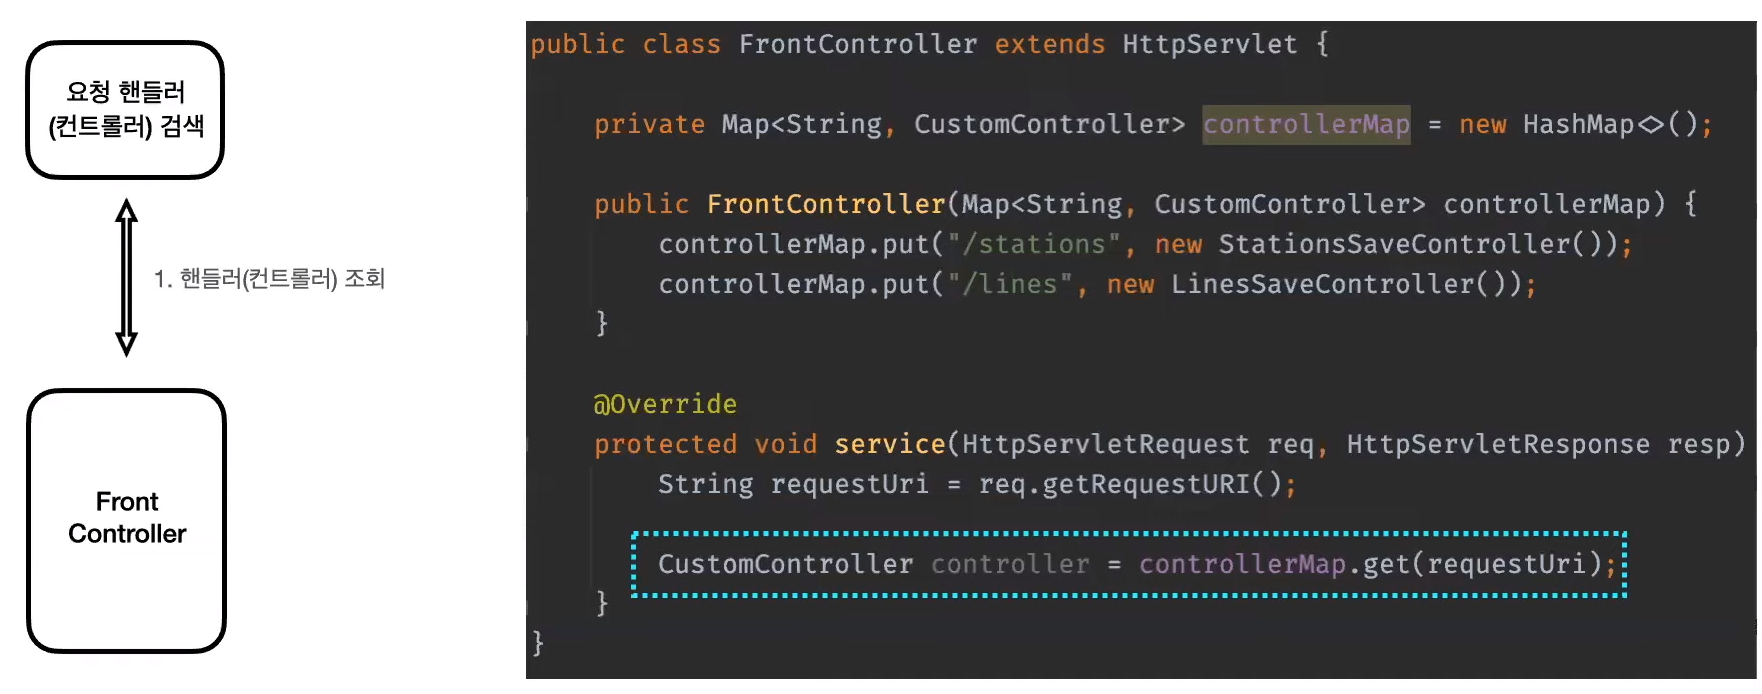 요청 핸들러
(컨트롤러) 검색
1. 핸들러(컨트롤러) 조회
Front
Controller
public class FrontController extends HttpServlet {
private Map<String, CustomController> controllerMap = new HashMap<>();
public FrontController(Map<String, CustomController> controllerMap) {
controllerMap.put("/stations", new StationsSaveController());
controllerMap.put("/lines", new LinesSaveController());
}
@Override
protected void service(HttpServletRequest req, HttpServletResponse resp)
String requestUri = req.getRequestURI();
CustomController controller = controllerMap.get(requestUri);
}
}